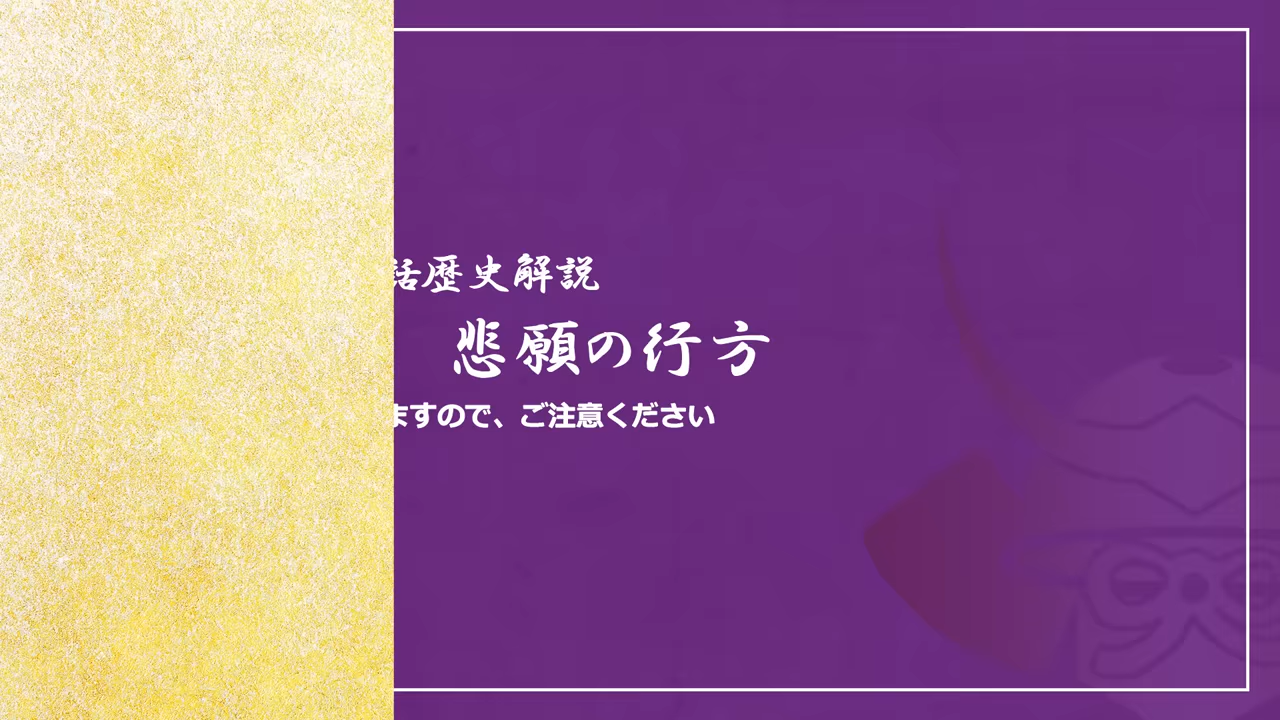 話歴史解説
悲願の行方
ますので、ご注意ください